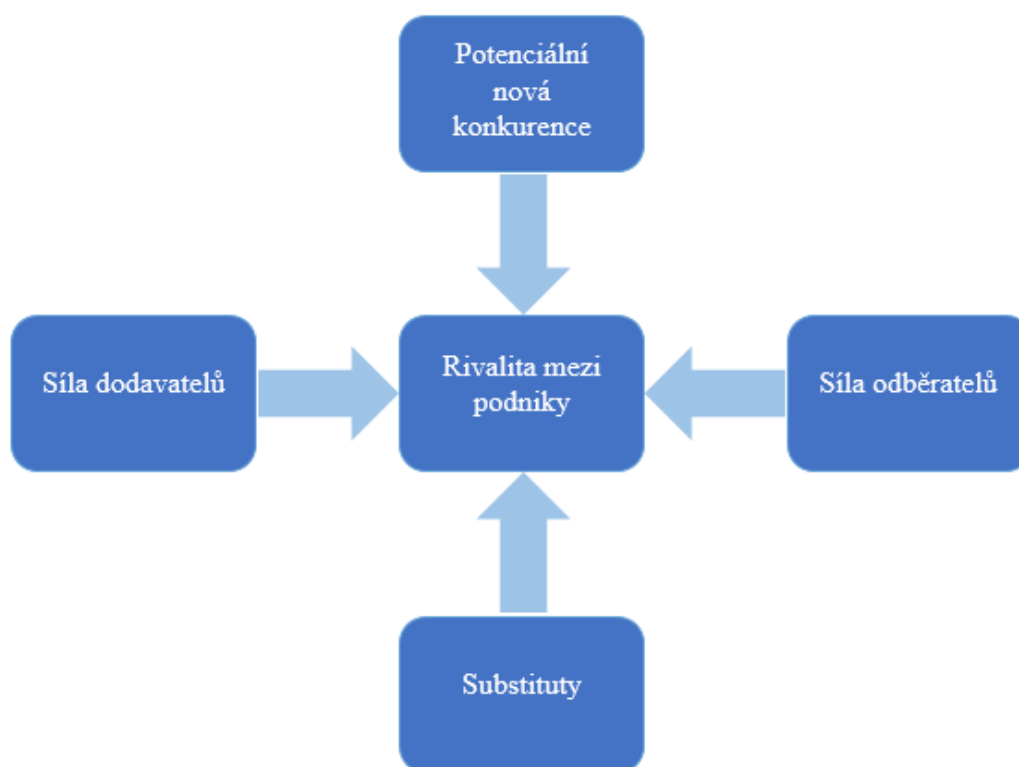 Potenciální
nová
konkurence
Síla dodavatelů
Rivalita mezi
podniky
Síla odběratelů
Substituty